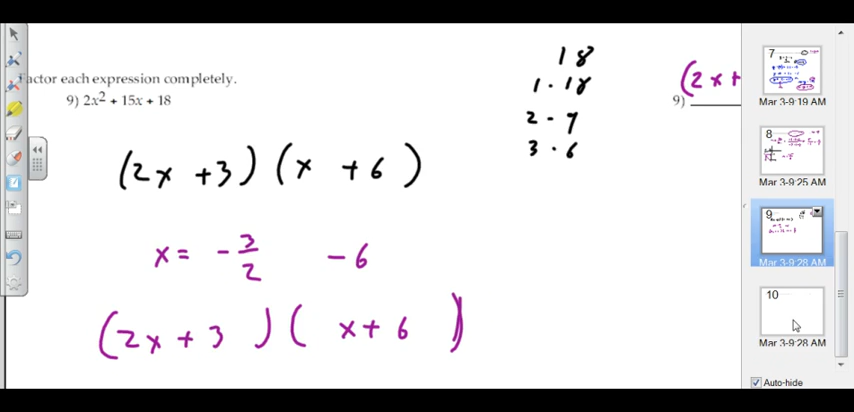 Factor each expression completely.
9) 2x² + 15x + 18
18
1 · 18
2 - 9
3 · 6
(2x +3) (x +6)
x = - 3/2 - 6
(2x + 3) ( x + 6 )
(2x +
9)
7
Mar 3-9:19 AM
8
Mar 3-9:25 AM
9
Mar 3-9:28 AM
10
Mar 3-9:28 AM
Auto-hide